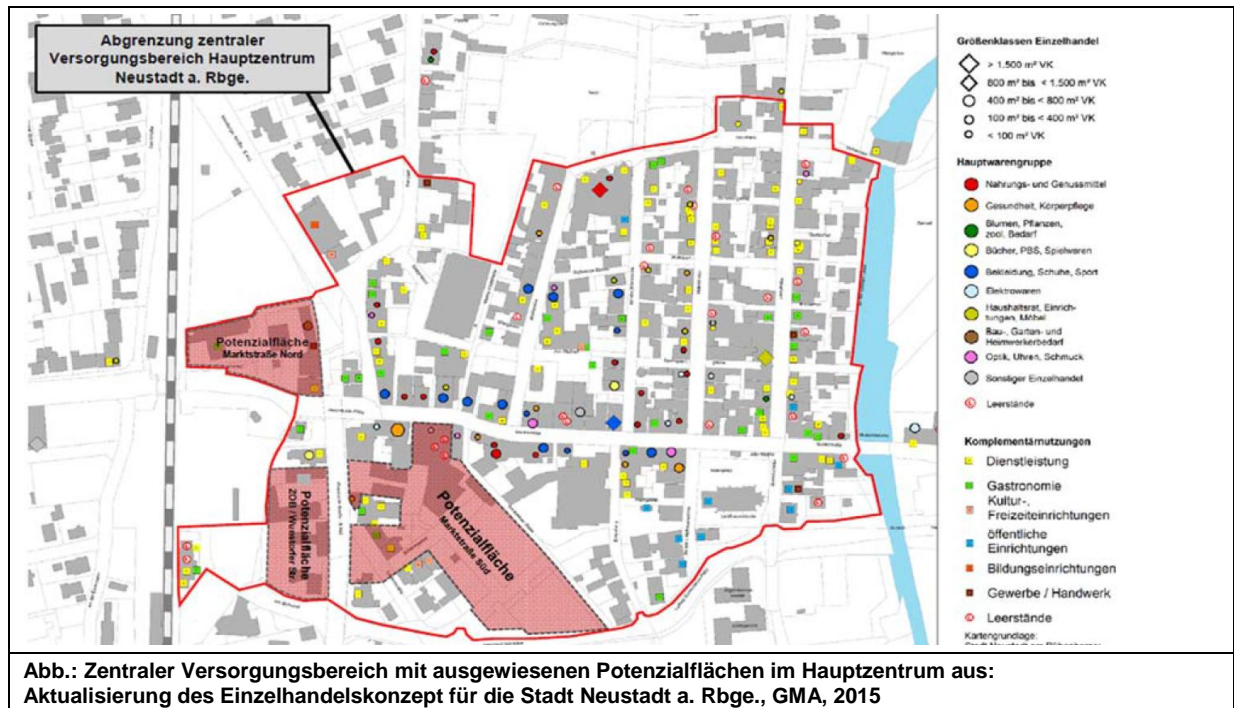 Abgrenzung zentraler
Versorgungsbereich Hauptzentrum
Neustadt a. Rbge.
Potenzialfläche
Marktstraße Nord
Potenzialfläche
ZOB / Wunstorfer Str.
Potenzialfläche
Marktstraße Süd
Größenklassen Einzelhandel
> 1.500 m² VK
800 m² bis < 1.500 m² VK
400 m² bis < 800 m² VK
100 m² bis < 400 m² VK
< 100 m² VK
Hauptwarengruppe
Nahrungs- und Genussmittel
Gesundheit, Körperpflege
Blumen, Pflanzen,
zool. Bedarf
Bücher, PBS, Spielwaren
Bekleidung, Schuhe, Sport
Elektrowaren
Haushaltsrat, Einrich-
tungen, Möbel
Bau-, Garten- und
Heimwerkerbedarf
Optik, Uhren, Schmuck
Sonstiger Einzelhandel
Leerstände
Komplementärnutzungen
Dienstleistung
Gastronomie
Kultur-,
Freizeiteinrichtungen
öffentliche
Einrichtungen
Bildungseinrichtungen
Gewerbe / Handwerk
Leerstände
Kartengrundlage:
Abb.: Zentraler Versorgungsbereich mit ausgewiesenen Potenzialflächen im Hauptzentrum aus:
Aktualisierung des Einzelhandelskonzept für die Stadt Neustadt a. Rbge., GMA, 2015